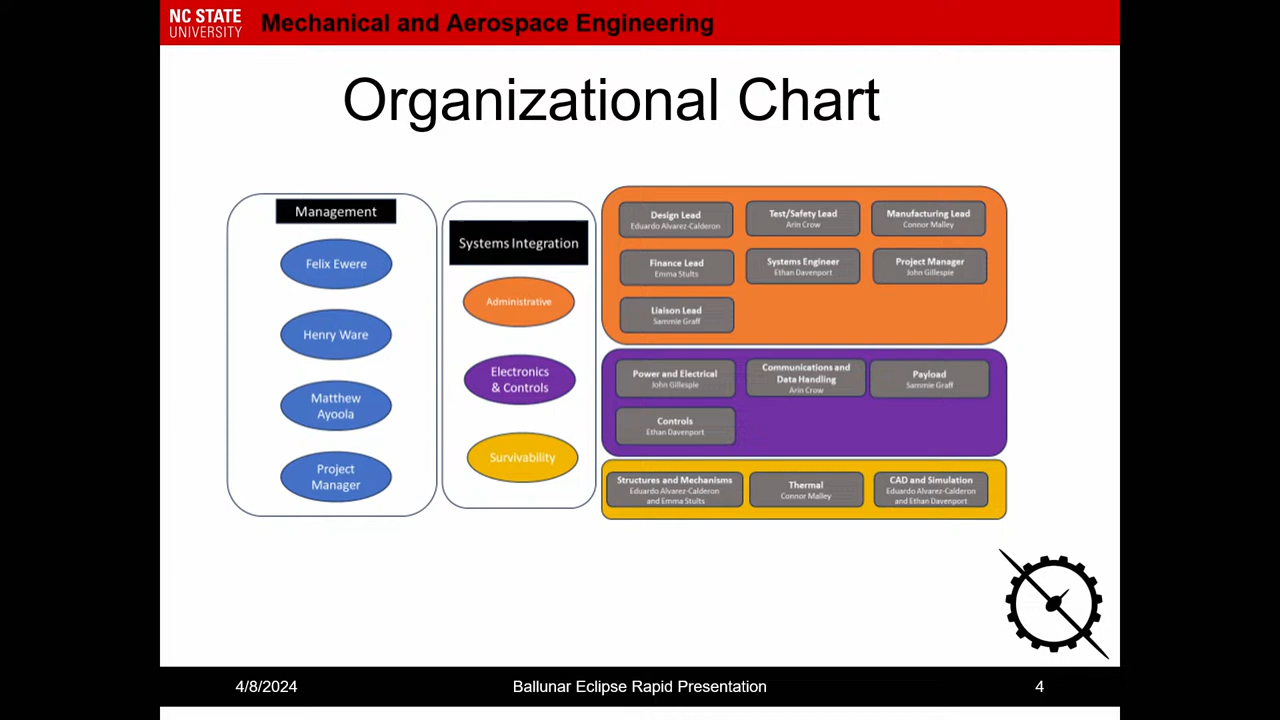 NC STATE
UNIVERSITY
Mechanical and Aerospace Engineering
Organizational Chart
Management
Felix Ewere
Henry Ware
Matthew
Ayoola
Project
Manager
Systems Integration
Administrative
Electronics
& Controls
Survivability
Design Lead
Eduardo Alvarez-Calderon
Test/Safety Lead
Arin Crow
Manufacturing Lead
Connor Malley
Finance Lead
Emma Stults
Systems Engineer
Ethan Davenport
Project Manager
John Gillespie
Liaison Lead
Sammie Graff
Power and Electrical
John Gillespie
Communications and
Data Handling
Arin Crow
Payload
Sammie Graff
Controls
Ethan Davenport
Structures and Mechanisms
Eduardo Alvarez-Calderon
and Emma Stults
Thermal
Connor Malley
CAD and Simulation
Eduardo Alvarez-Calderon
and Ethan Davenport
4/8/2024
Ballunar Eclipse Rapid Presentation
4